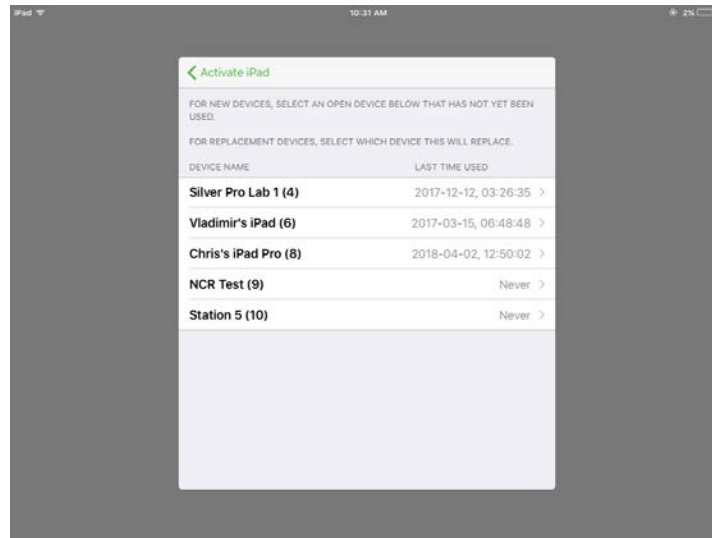 iPad
10:31 AM
2%
Activate iPad
FOR NEW DEVICES, SELECT AN OPEN DEVICE BELOW THAT HAS NOT YET BEEN
USED.
FOR REPLACEMENT DEVICES, SELECT WHICH DEVICE THIS WILL REPLACE.
DEVICE NAME LAST TIME USED
Silver Pro Lab 1 (4) 2017-12-12, 03:26:35
Vladimir's iPad (6) 2017-03-15, 06:48:48
Chris's iPad Pro (8) 2018-04-02, 12:50:02
NCR Test (9) Never
Station 5 (10) Never